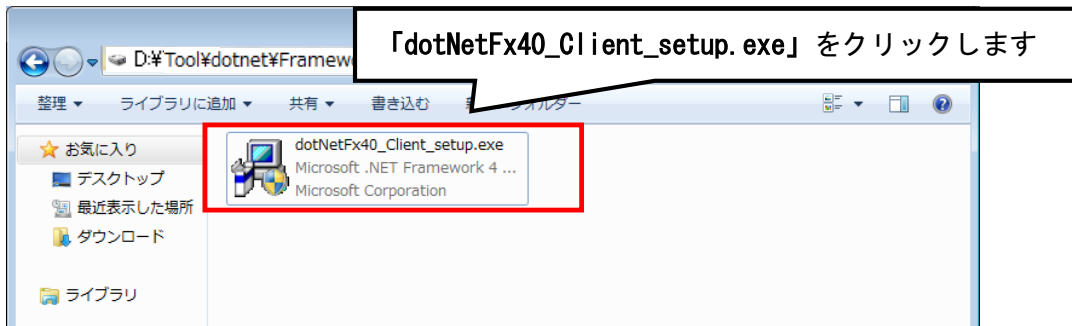 「dotNetFx40_Client_setup.exe」をクリックします
D:¥Tool¥dotnet¥Framew
整理 ライブラリに追加 共有 書き込む フォルダー
お気に入り
デスクトップ
最近表示した場所
ダウンロード
ライブラリ
dotNetFx40_Client_setup.exe
Microsoft .NET Framework 4 ...
Microsoft Corporation